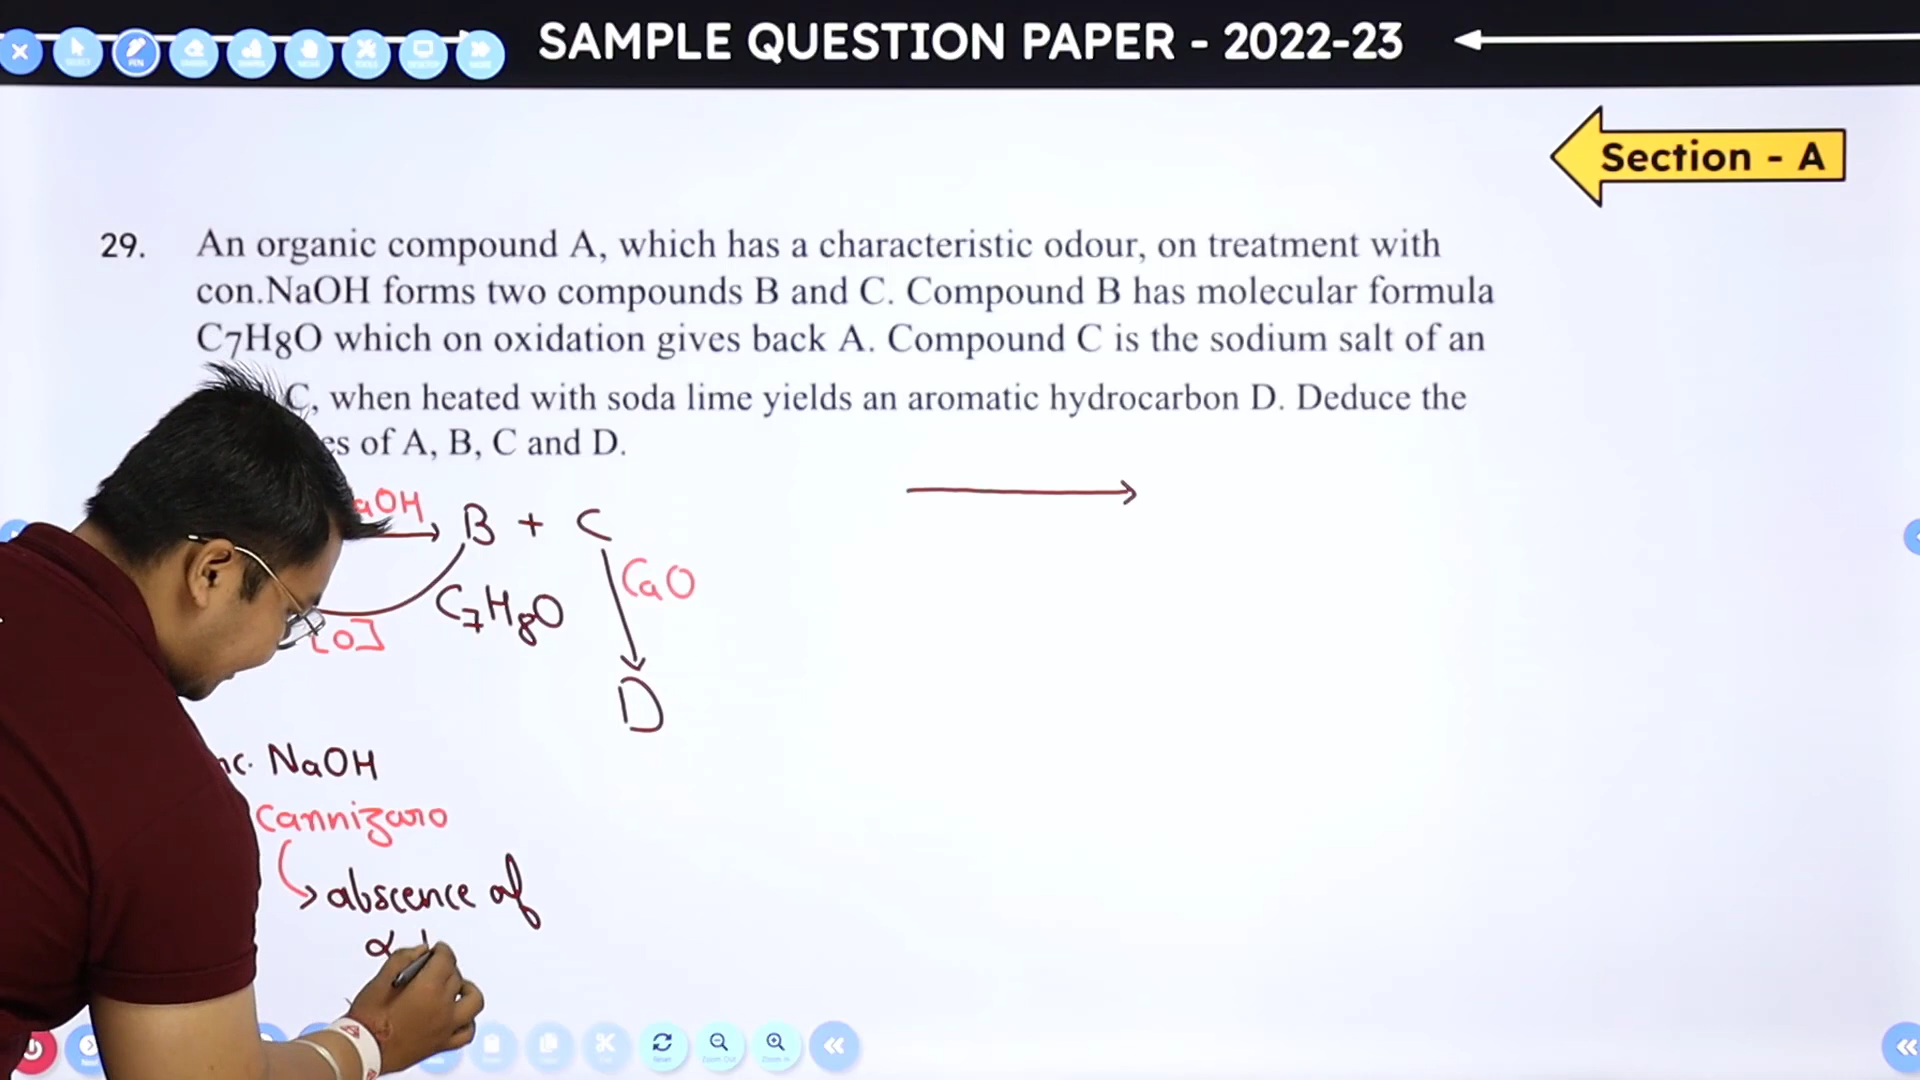 SAMPLE QUESTION PAPER - 2022-23
Section - A
29. An organic compound A, which has a characteristic odour, on treatment with
con.NaOH forms two compounds B and C. Compound B has molecular formula
C7H8O which on oxidation gives back A. Compound C is the sodium salt of an
C, when heated with soda lime yields an aromatic hydrocarbon D. Deduce the
es of A, B, C and D.
aOH
B + C
CaO
C7H8O
[O]
D
nc. NaOH
Cannizaro
abscence of
α